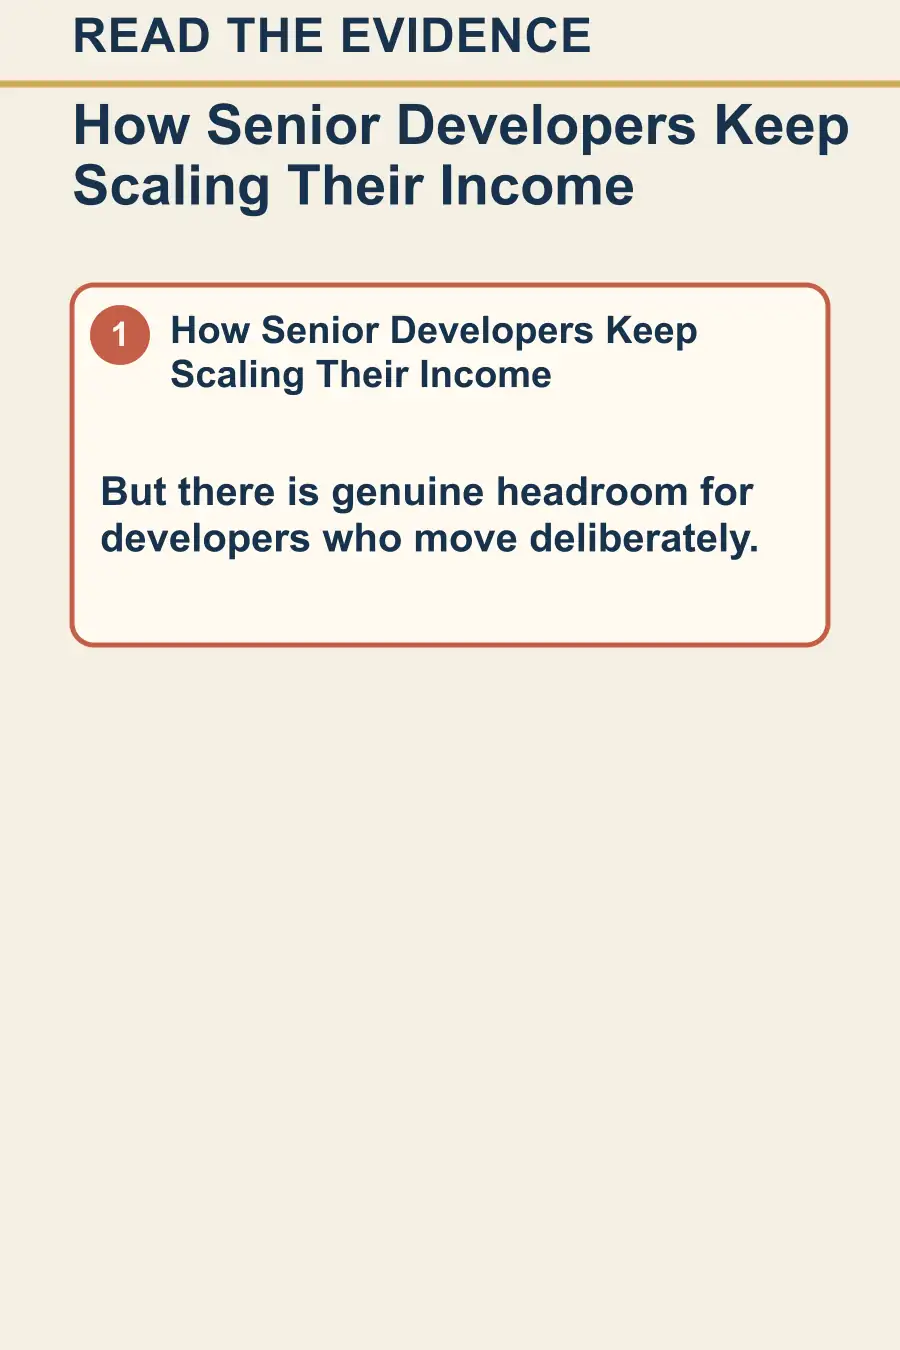 READ THE EVIDENCE
How Senior Developers Keep
Scaling Their Income
1
How Senior Developers Keep
Scaling Their Income
But there is genuine headroom for
developers who move deliberately.